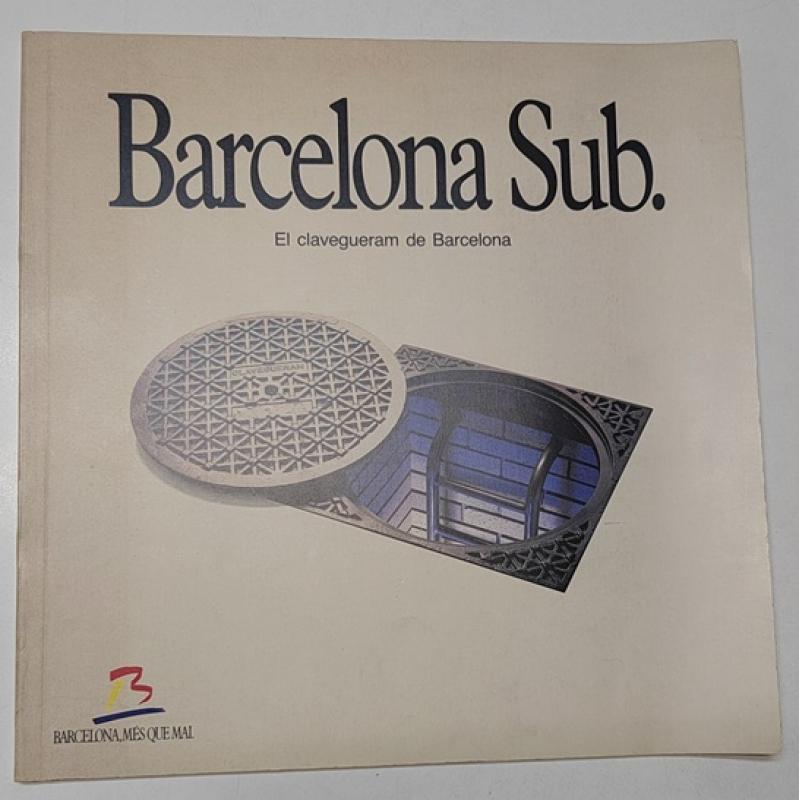 Barcelona Sub.
El clavegueram de Barcelona
CLAVEGUERAM
BARCELONA, MÉS QUE MAI.